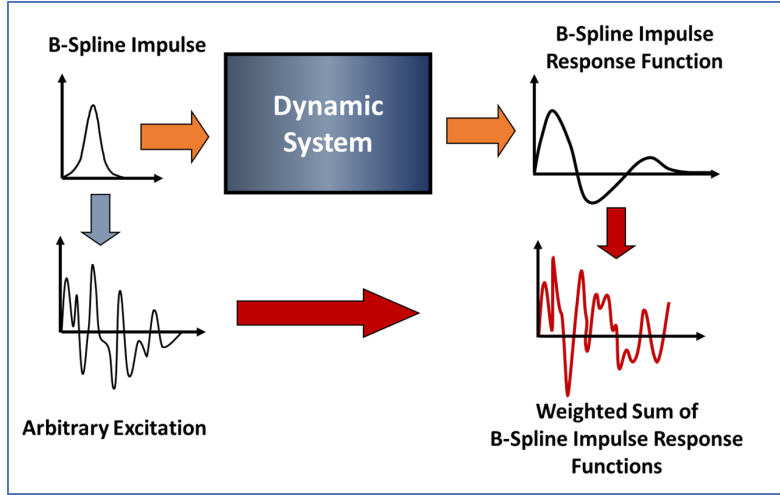 B-Spline Impulse
Dynamic
System
B-Spline Impulse
Response Function
Arbitrary Excitation
Weighted Sum of
B-Spline Impulse Response
Functions